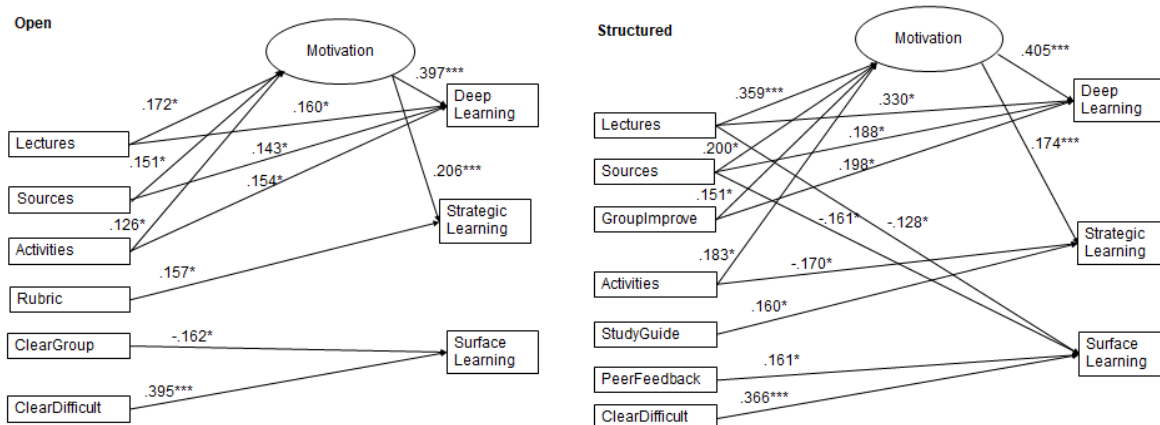 Open
Motivation
.397***
.172*
.160*
Deep
Learning
Lectures
.151*
.143*
.154*
.206***
Sources
.126*
Strategic
Learning
Activities
.157*
Rubric
-.162*
ClearGroup
Surface
Learning
.395***
ClearDifficult
Structured
Motivation
.405***
.359***
.330*
Deep
Learning
Lectures
.200*
.188*
.174***
Sources
.198*
.151*
GroupImprove
-.161*
-.128*
Strategic
Learning
.183*
-.170*
Activities
.160*
StudyGuide
Surface
Learning
.161*
PeerFeedback
.366***
ClearDifficult